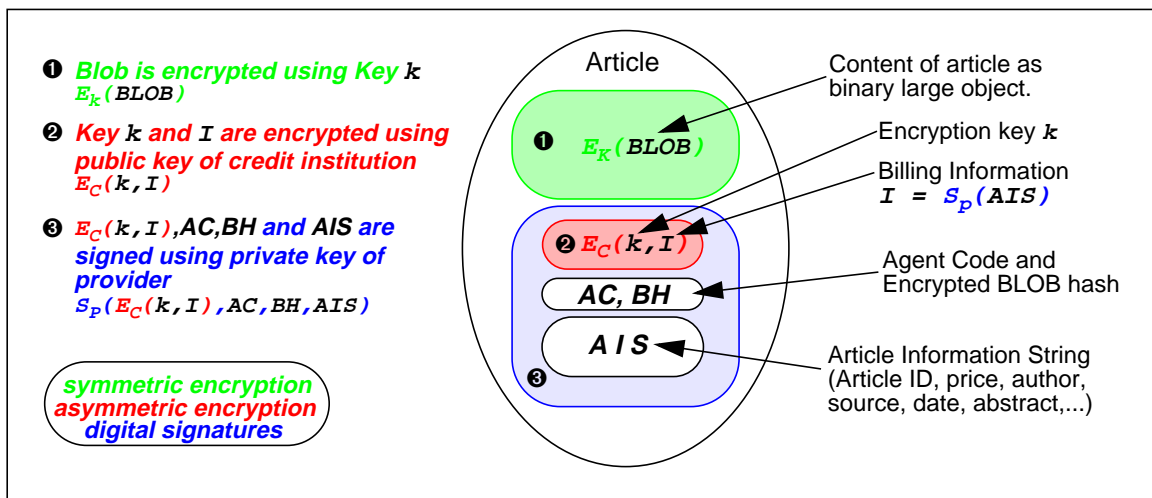 ❶ Blob is encrypted using Key k
E_k(BLOB)
❷ Key k and I are encrypted using
public key of credit institution
E_C(k,I)
❸ E_C(k,I),AC,BH and AIS are
signed using private key of
provider
S_P(E_C(k,I),AC,BH,AIS)
symmetric encryption
asymmetric encryption
digital signatures
Article
❶ E_K(BLOB)
❷ E_C(k,I)
AC, BH
A I S
❸
Content of article as
binary large object.
Encryption key k
Billing Information
I = S_p(AIS)
Agent Code and
Encrypted BLOB hash
Article Information String
(Article ID, price, author,
source, date, abstract,...)